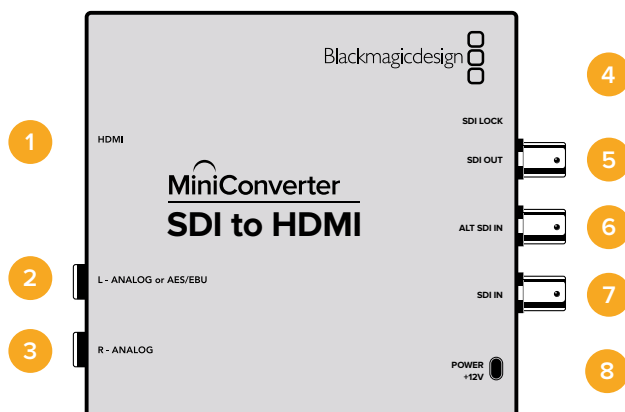 Blackmagicdesign
4
1
HDMI
SDI LOCK
SDI OUT
5
MiniConverter
SDI to HDMI
ALT SDI IN
6
2
L - ANALOG or AES/EBU
SDI IN
7
3
R - ANALOG
POWER
+12V
8